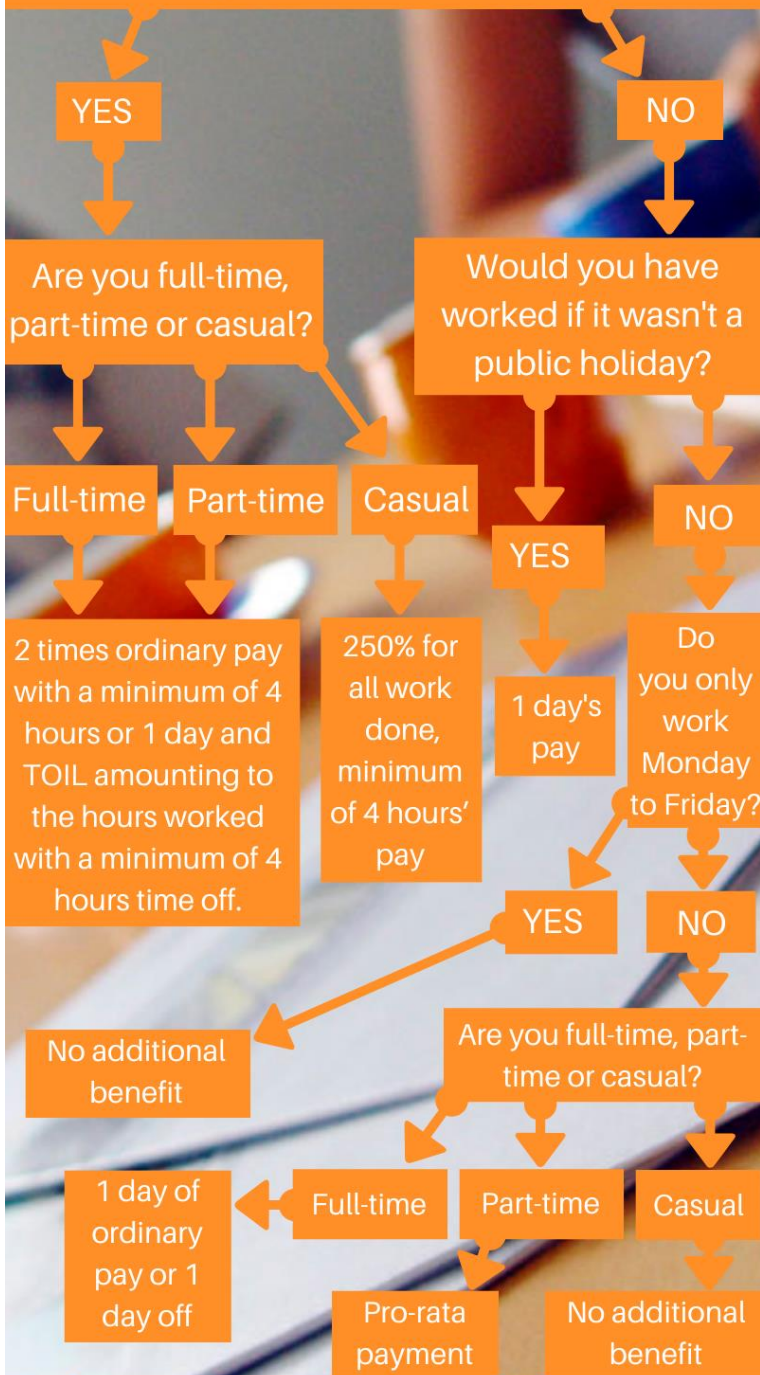 YES
NO
Are you full-time,
part-time or casual?
Would you have
worked if it wasn't a
public holiday?
Full-time
Part-time
Casual
YES
NO
2 times ordinary pay
with a minimum of 4
hours or 1 day and
TOIL amounting to
the hours worked
with a minimum of 4
hours time off.
250% for
all work
done,
minimum
of 4 hours’
pay
1 day's
pay
Do
you only
work
Monday
to Friday?
YES
NO
No additional
benefit
Are you full-time, part-
time or casual?
Full-time
Part-time
Casual
1 day of
ordinary
pay or 1
day off
Pro-rata
payment
No additional
benefit